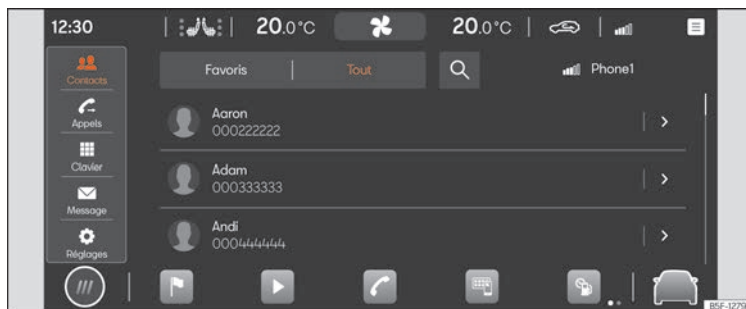 12:30 20.0°C 20.0°C
Contacts
Favoris Tout Phone1
Appels
Aaron
000222222
Clavier
Adam
000333333
Message
Andi
000444444
Réglages
B5F-1279